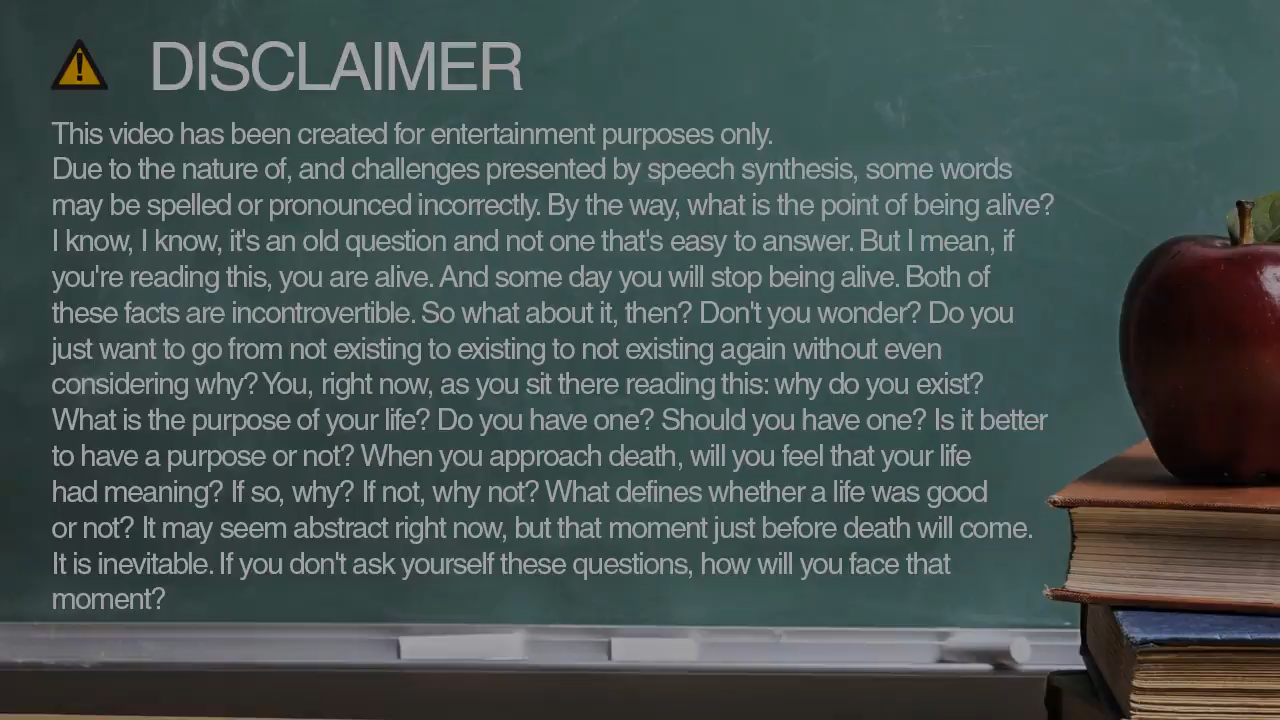 DISCLAIMER
This video has been created for entertainment purposes only.
Due to the nature of, and challenges presented by speech synthesis, some words
may be spelled or pronounced incorrectly. By the way, what is the point of being alive?
I know, I know, it's an old question and not one that's easy to answer. But I mean, if
you're reading this, you are alive. And some day you will stop being alive. Both of
these facts are incontrovertible. So what about it, then? Don't you wonder? Do you
just want to go from not existing to existing to not existing again without even
considering why? You, right now, as you sit there reading this: why do you exist?
What is the purpose of your life? Do you have one? Should you have one? Is it better
to have a purpose or not? When you approach death, will you feel that your life
had meaning? If so, why? If not, why not? What defines whether a life was good
or not? It may seem abstract right now, but that moment just before death will come.
It is inevitable. If you don't ask yourself these questions, how will you face that
moment?